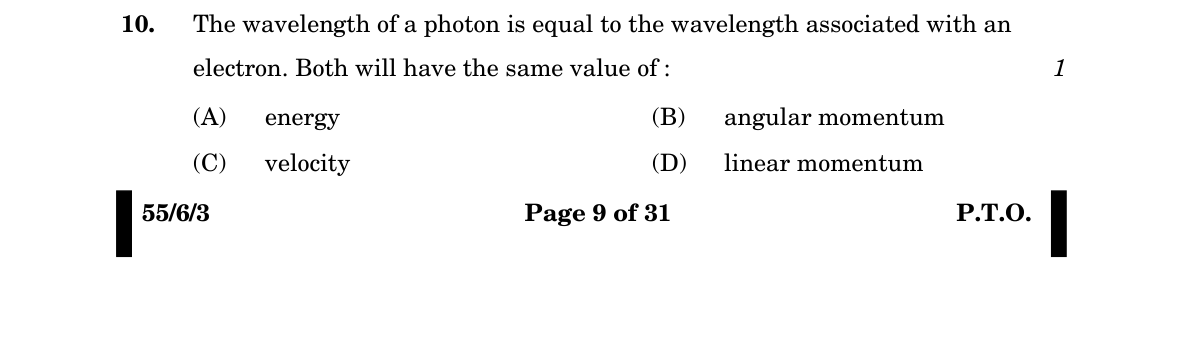 10. The wavelength of a photon is equal to the wavelength associated with an
electron. Both will have the same value of : 1
(A) energy (B) angular momentum
(C) velocity (D) linear momentum
55/6/3 Page 9 of 31 P.T.O.